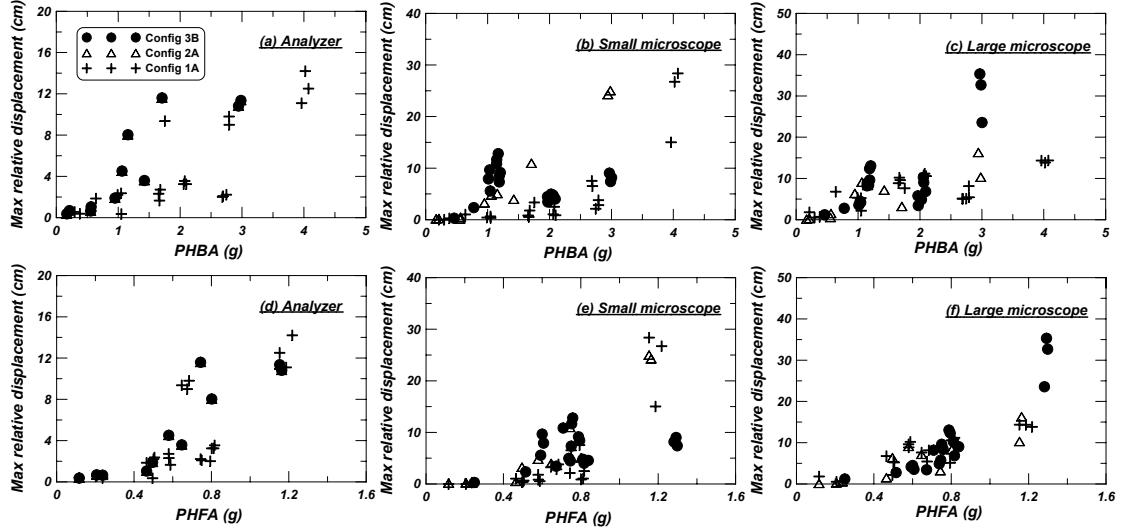 (a) Analyzer
Config 3B
Config 2A
Config 1A
Max relative displacement (cm)
20
16
12
8
4
0
0 1 2 3 4 5
PHBA (g)
(b) Small microscope
Max relative displacement (cm)
40
30
20
10
0
0 1 2 3 4 5
PHBA (g)
(c) Large microscope
Max relative displacement (cm)
50
40
30
20
10
0
0 1 2 3 4 5
PHBA (g)
(d) Analyzer
Max relative displacement (cm)
20
16
12
8
4
0
0 0.4 0.8 1.2 1.6
PHFA (g)
(e) Small microscope
Max relative displacement (cm)
40
30
20
10
0
0 0.4 0.8 1.2 1.6
PHFA (g)
(f) Large microscope
Max relative displacement (cm)
50
40
30
20
10
0
0 0.4 0.8 1.2 1.6
PHFA (g)